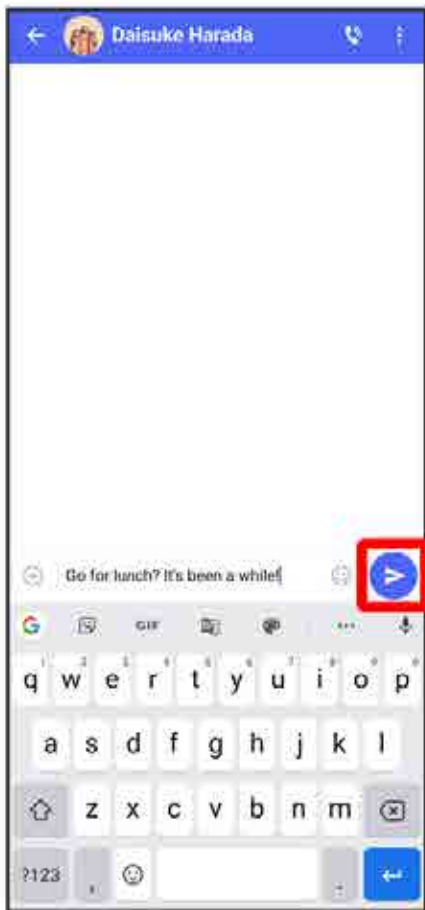 Daisuke Harada
Go for lunch? It's been a while!
G GIF
q w e r t y u i o p
a s d f g h j k l
z x c v b n m
?123 , .